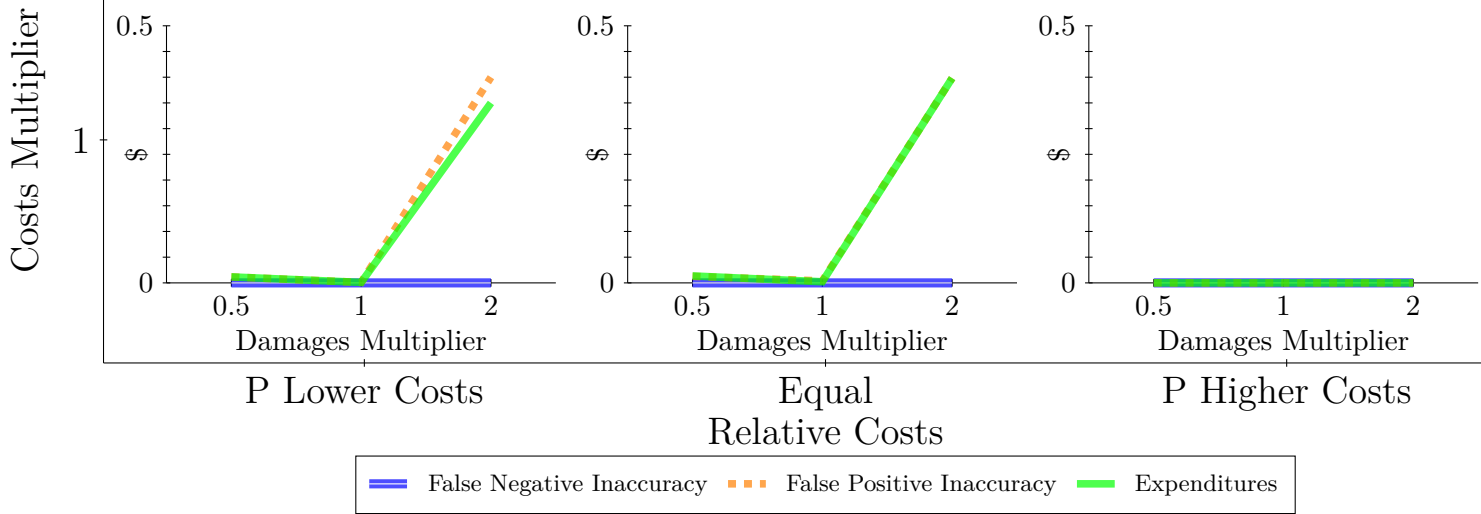 Costs Multiplier
1
0.5
$
0
0.5 1 2
Damages Multiplier
0.5
$
0
0.5 1 2
Damages Multiplier
0.5
$
0
0.5 1 2
Damages Multiplier
P Lower Costs
Equal
P Higher Costs
Relative Costs
False Negative Inaccuracy
False Positive Inaccuracy
Expenditures